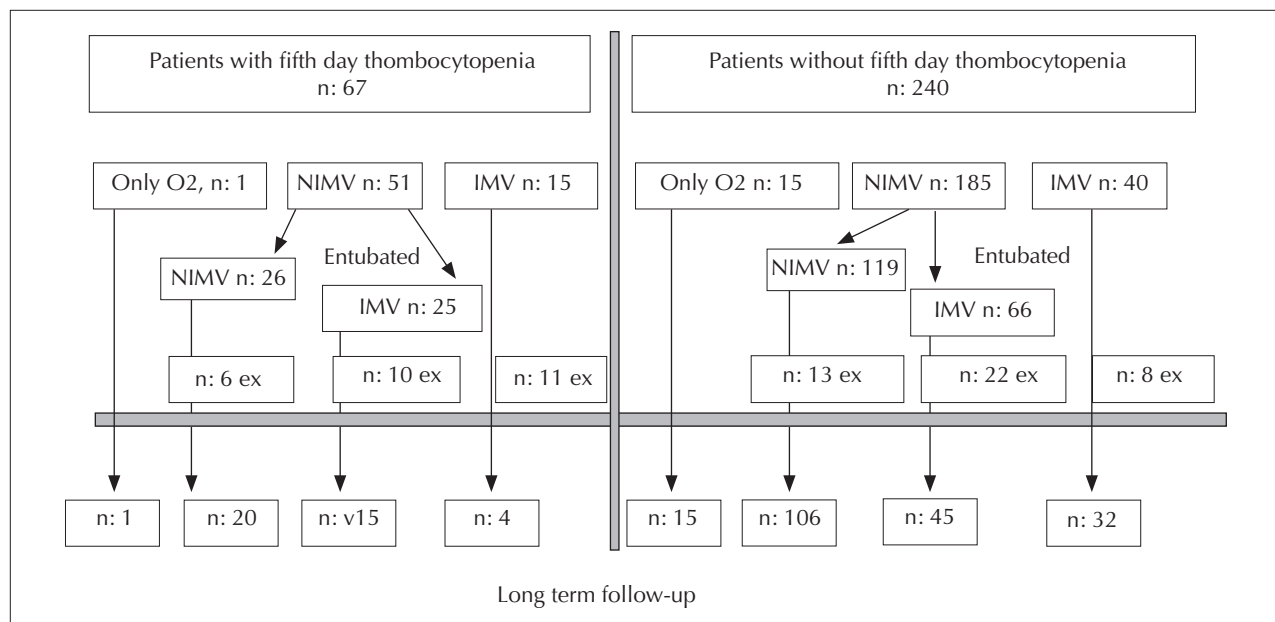 Patients with fifth day thrombocytopenia
n: 67
Patients without fifth day thombocytopenia
n: 240
Only O2, n: 1
NIMV n: 51
IMV n: 15
Only O2 n: 15
NIMV n: 185
IMV n: 40
Entubated
NIMV n: 26
IMV n: 25
Entubated
NIMV n: 119
IMV n: 66
n: 6 ex
n: 10 ex
n: 11 ex
n: 13 ex
n: 22 ex
n: 8 ex
n: 1
n: 20
n: v15
n: 4
n: 15
n: 106
n: 45
n: 32
Long term follow-up